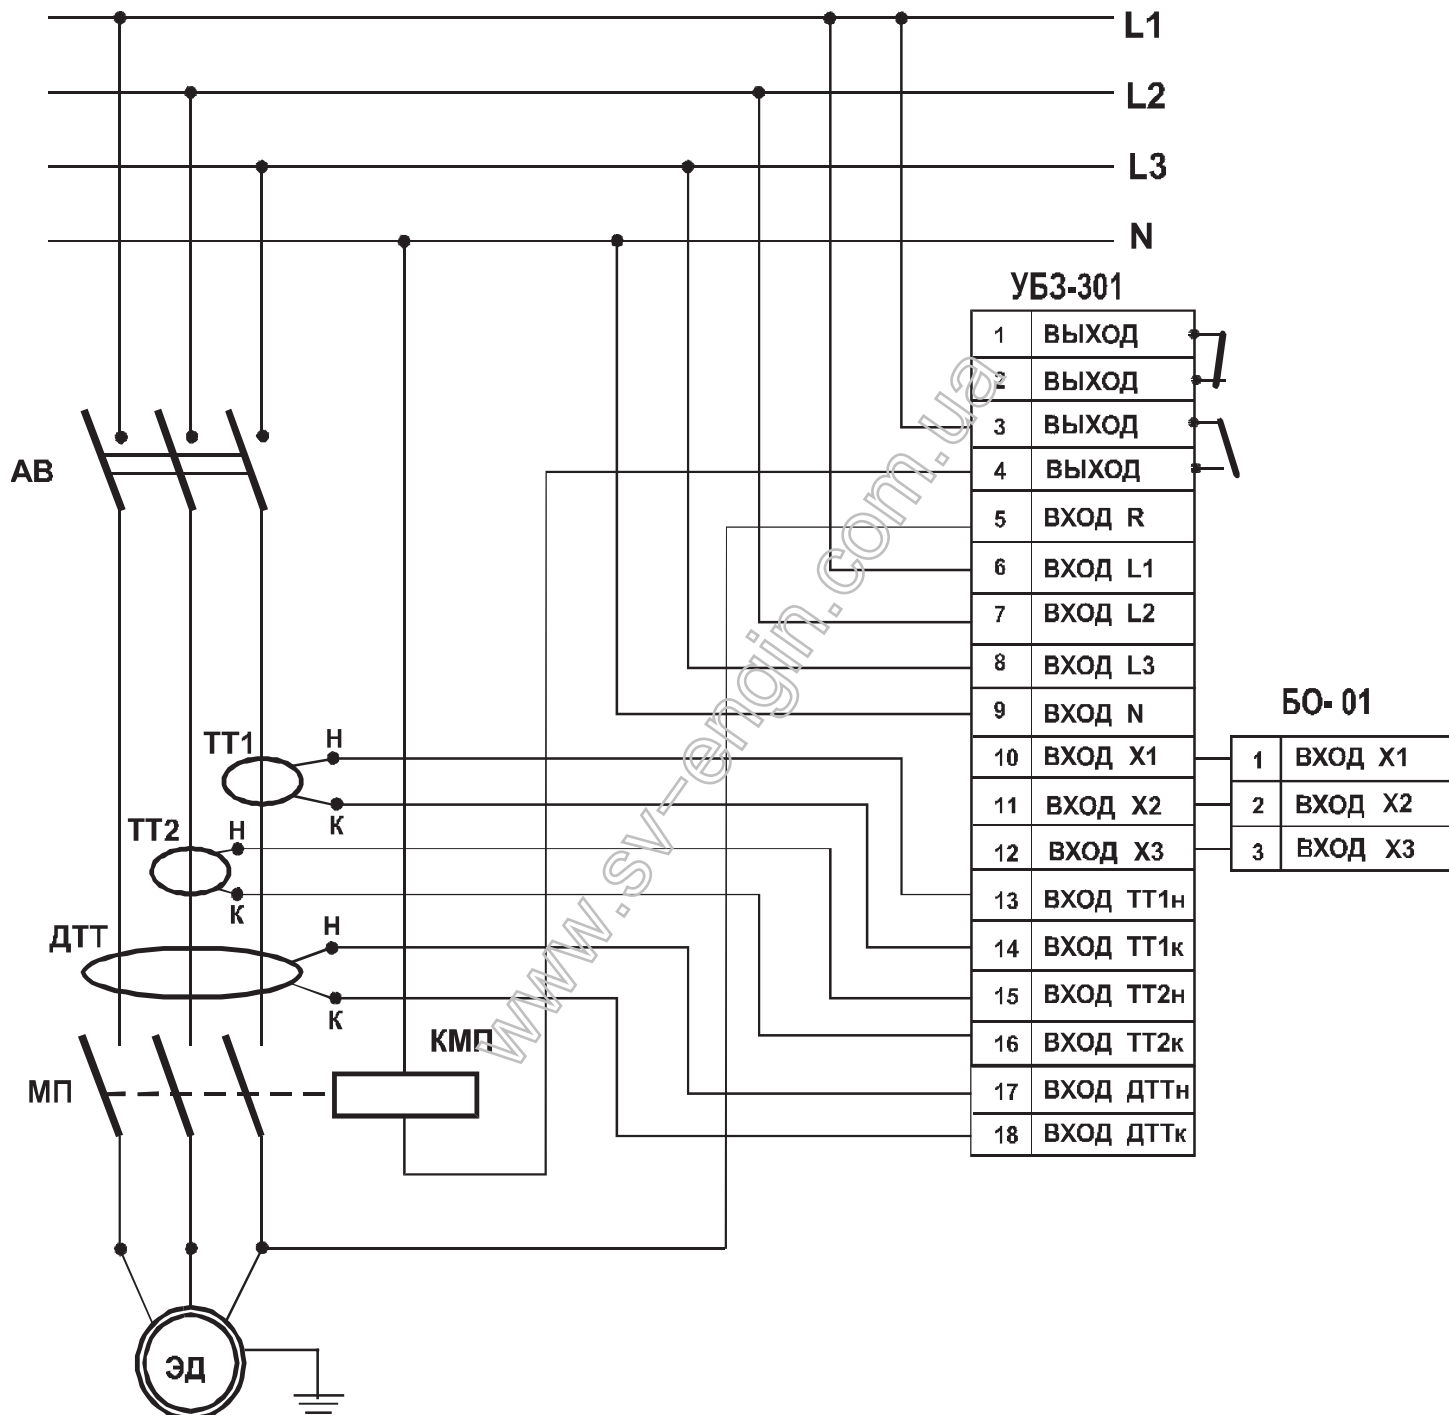 L1
L2
L3
N
УБЗ-301
1 ВЫХОД
2 ВЫХОД
3 ВЫХОД
4 ВЫХОД
5 ВХОД R
6 ВХОД L1
7 ВХОД L2
8 ВХОД L3
9 ВХОД N
10 ВХОД X1
11 ВХОД X2
12 ВХОД X3
13 ВХОД ТТ1н
14 ВХОД ТТ1к
15 ВХОД ТТ2н
16 ВХОД ТТ2к
17 ВХОД ДТТн
18 ВХОД ДТТк
БО- 01
1 ВХОД X1
2 ВХОД X2
3 ВХОД X3
АВ
ТТ1
Н
К
ТТ2
Н
К
ДТТ
Н
К
КМП
МП
ЭД
www.sv-engin.com.ua